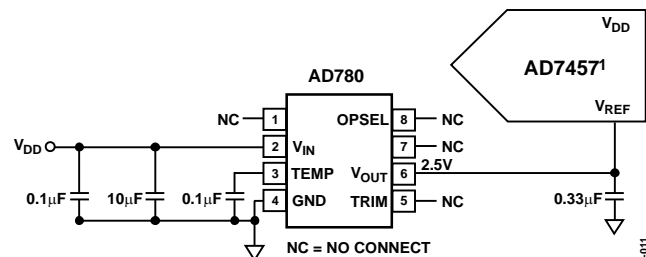 V_DD
AD7457¹
V_REF
AD780
NC 1 OPSEL 8 NC
V_DD 2 V_IN 7 NC
3 TEMP V_OUT 6 2.5V
0.1µF 10µF 0.1µF 4 GND TRIM 5 NC 0.33µF
NC = NO CONNECT
-011